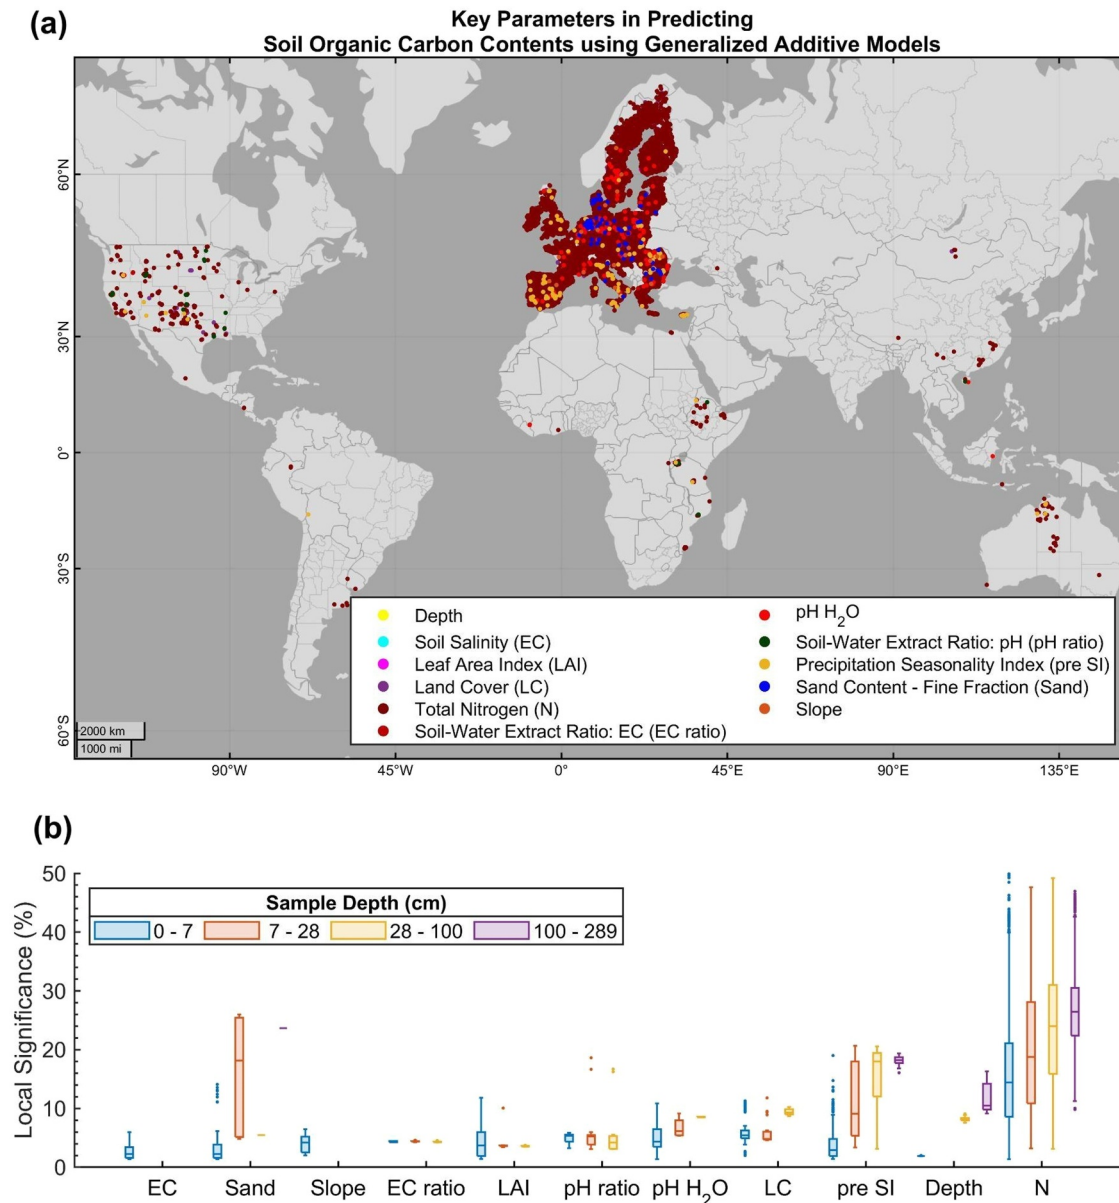 (a)
Key Parameters in Predicting
Soil Organic Carbon Contents using Generalized Additive Models
60°N
30°N
0°
30°S
60°S
Depth
Soil Salinity (EC)
Leaf Area Index (LAI)
Land Cover (LC)
Total Nitrogen (N)
Soil-Water Extract Ratio: EC (EC ratio)
pH H₂O
Soil-Water Extract Ratio: pH (pH ratio)
Precipitation Seasonality Index (pre SI)
Sand Content - Fine Fraction (Sand)
Slope
2000 km
1000 mi
90°W 45°W 0° 45°E 90°E 135°E
(b)
Local Significance (%)
50
40
30
20
10
0
Sample Depth (cm)
0 - 7 7 - 28 28 - 100 100 - 289
EC Sand Slope EC ratio LAI pH ratio pH H₂O LC pre SI Depth N